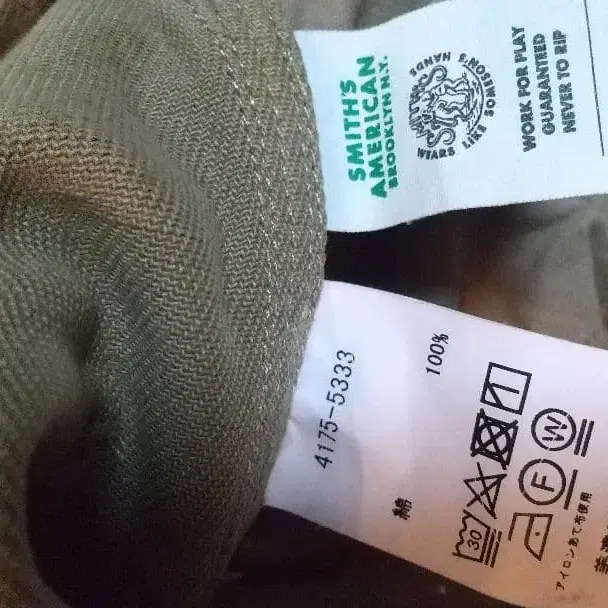 SMITH'S
AMERICAN
BROOKLYN N.Y.
WEARS LIKE SOMESON'S HANDS
WORK FOR PLAY
GUARANTEED
NEVER TO RIP
4175-5333
綿 100%
30
F
W
アイロンあて布使用